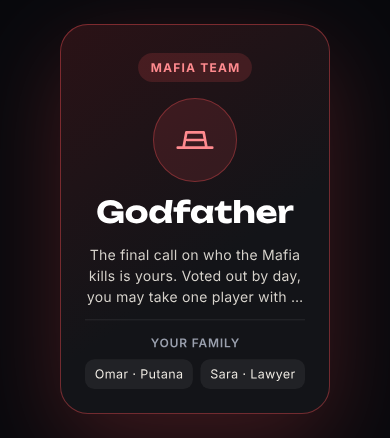 MAFIA TEAM
Godfather
The final call on who the Mafia
kills is yours. Voted out by day,
you may take one player with ...
YOUR FAMILY
Omar · Putana
Sara · Lawyer